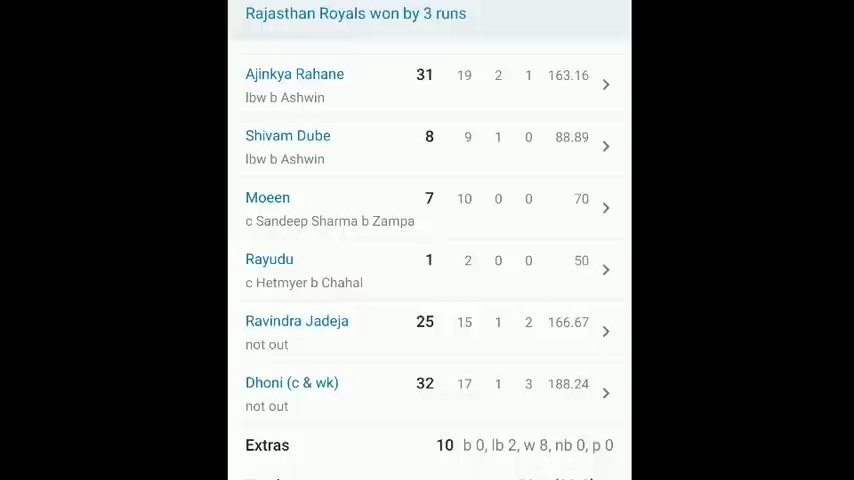 Rajasthan Royals won by 3 runs
Ajinkya Rahane 31 19 2 1 163.16
lbw b Ashwin
Shivam Dube 8 9 1 0 88.89
lbw b Ashwin
Moeen 7 10 0 0 70
c Sandeep Sharma b Zampa
Rayudu 1 2 0 0 50
c Hetmyer b Chahal
Ravindra Jadeja 25 15 1 2 166.67
not out
Dhoni (c & wk) 32 17 1 3 188.24
not out
Extras 10 b 0, lb 2, w 8, nb 0, p 0